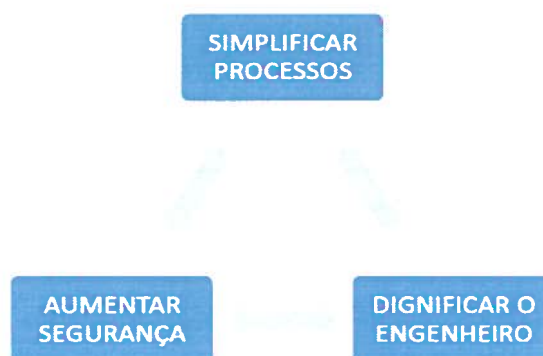 SIMPLIFICAR
PROCESSOS
AUMENTAR
SEGURANÇA
DIGNIFICAR O
ENGENHEIRO